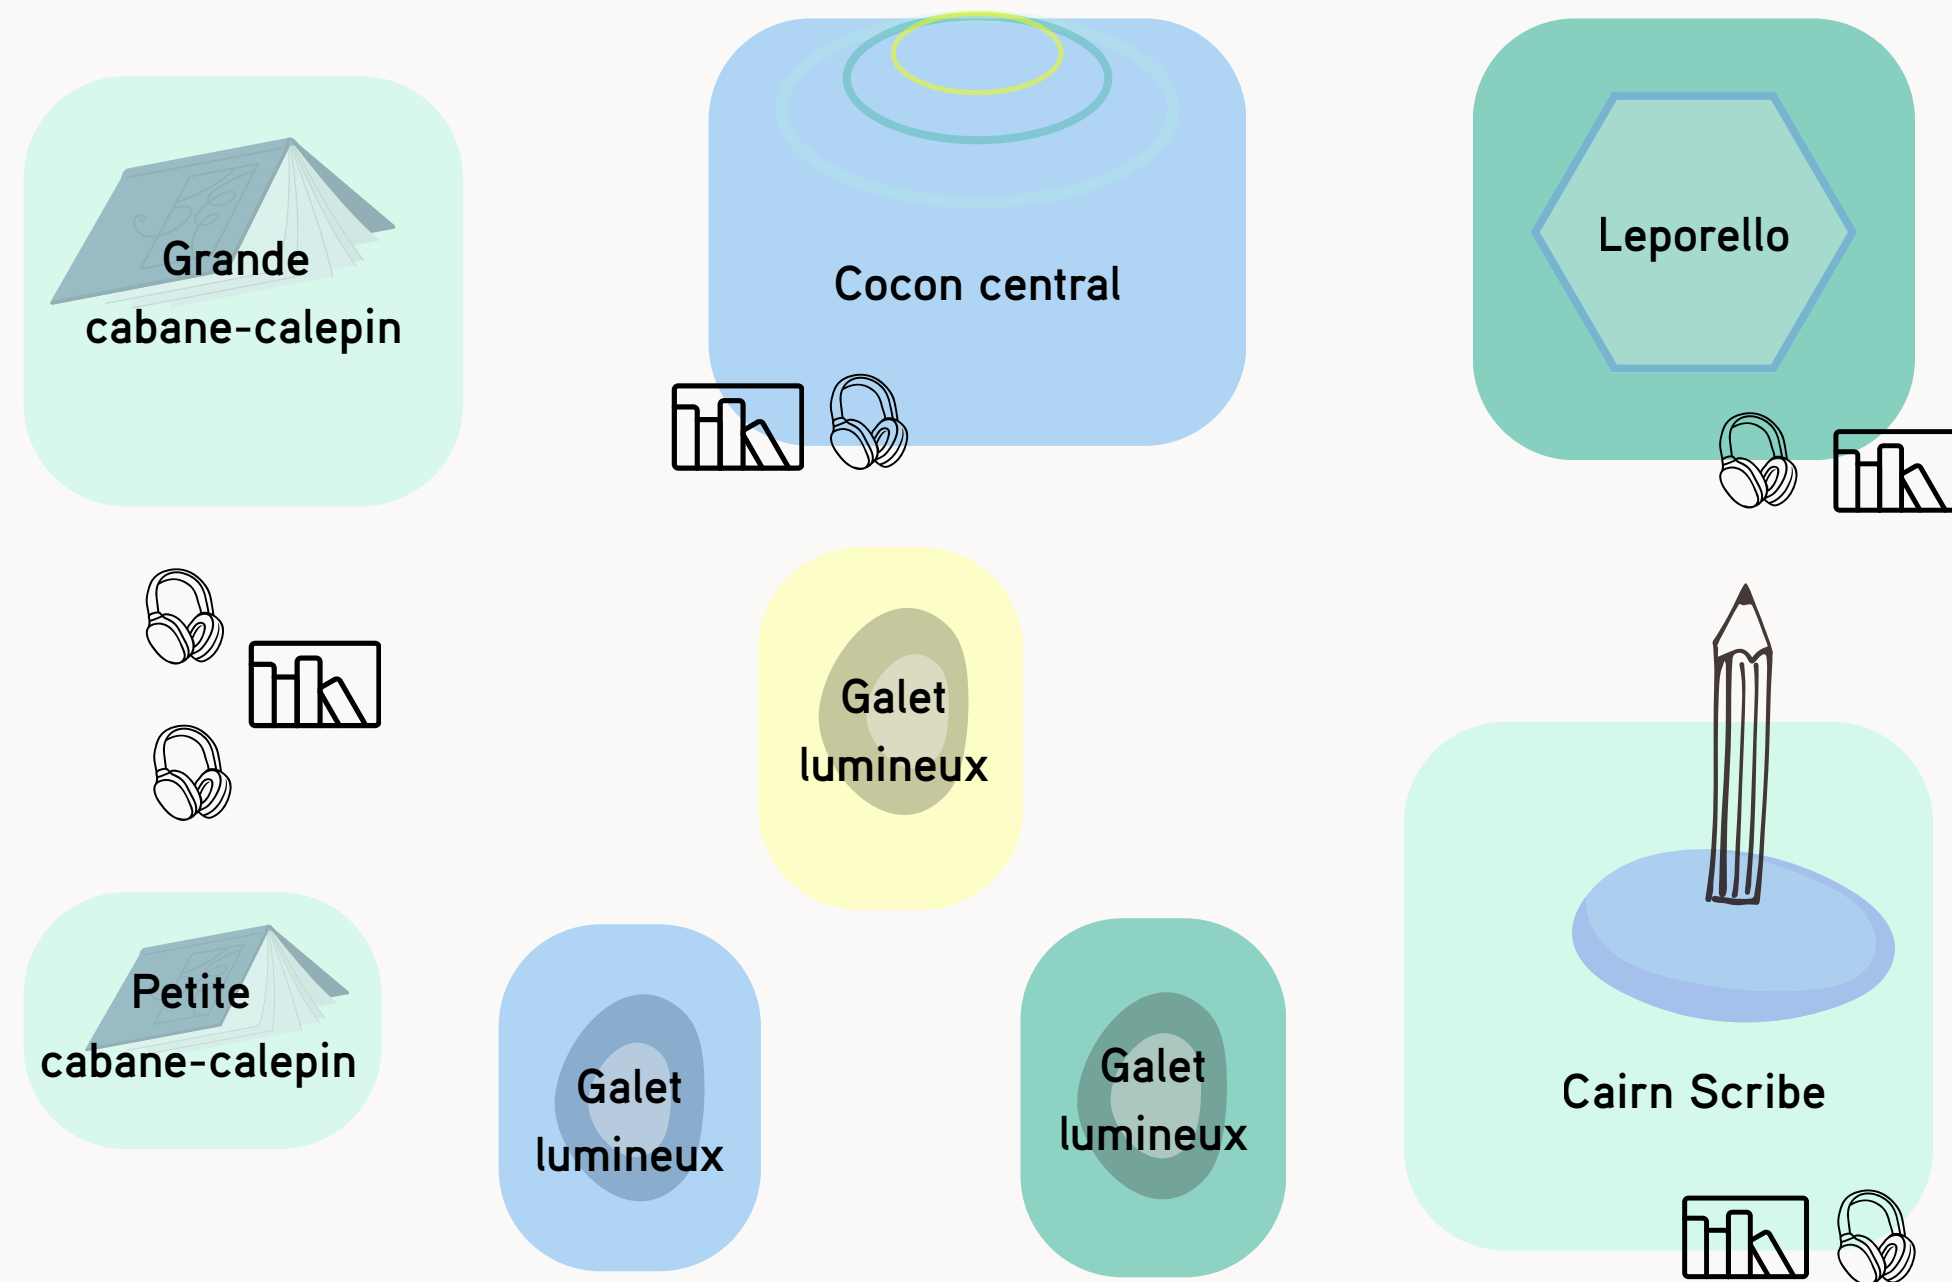 Grande
cabane-calepin
Cocon central
Leporello
Galet
lumineux
Petite
cabane-calepin
Galet
lumineux
Galet
lumineux
Cairn Scribe